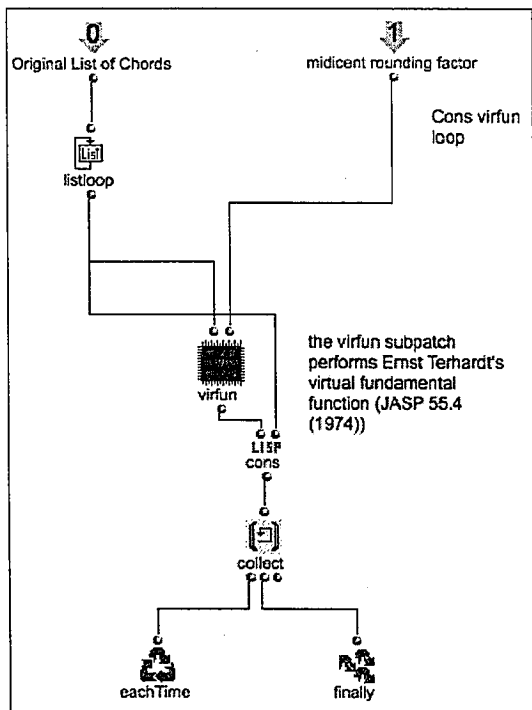 0
1
Original List of Chords
midicent rounding factor
Cons virfun
loop
List
listloop
the virfun subpatch
performs Ernst Terhardt's
virtual fundamental
function (JASP 55.4
(1974))
virfun
LISP
cons
collect
eachTime
finally